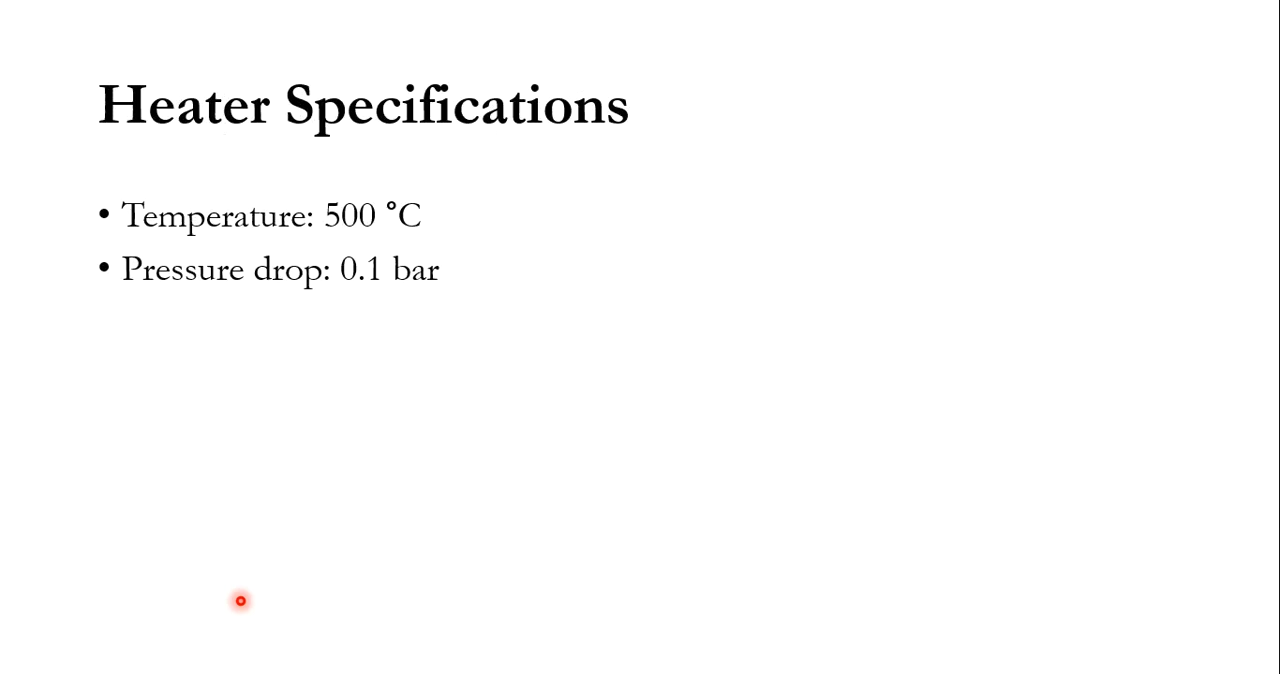 Heater Specifications
• Temperature: 500 °C
• Pressure drop: 0.1 bar